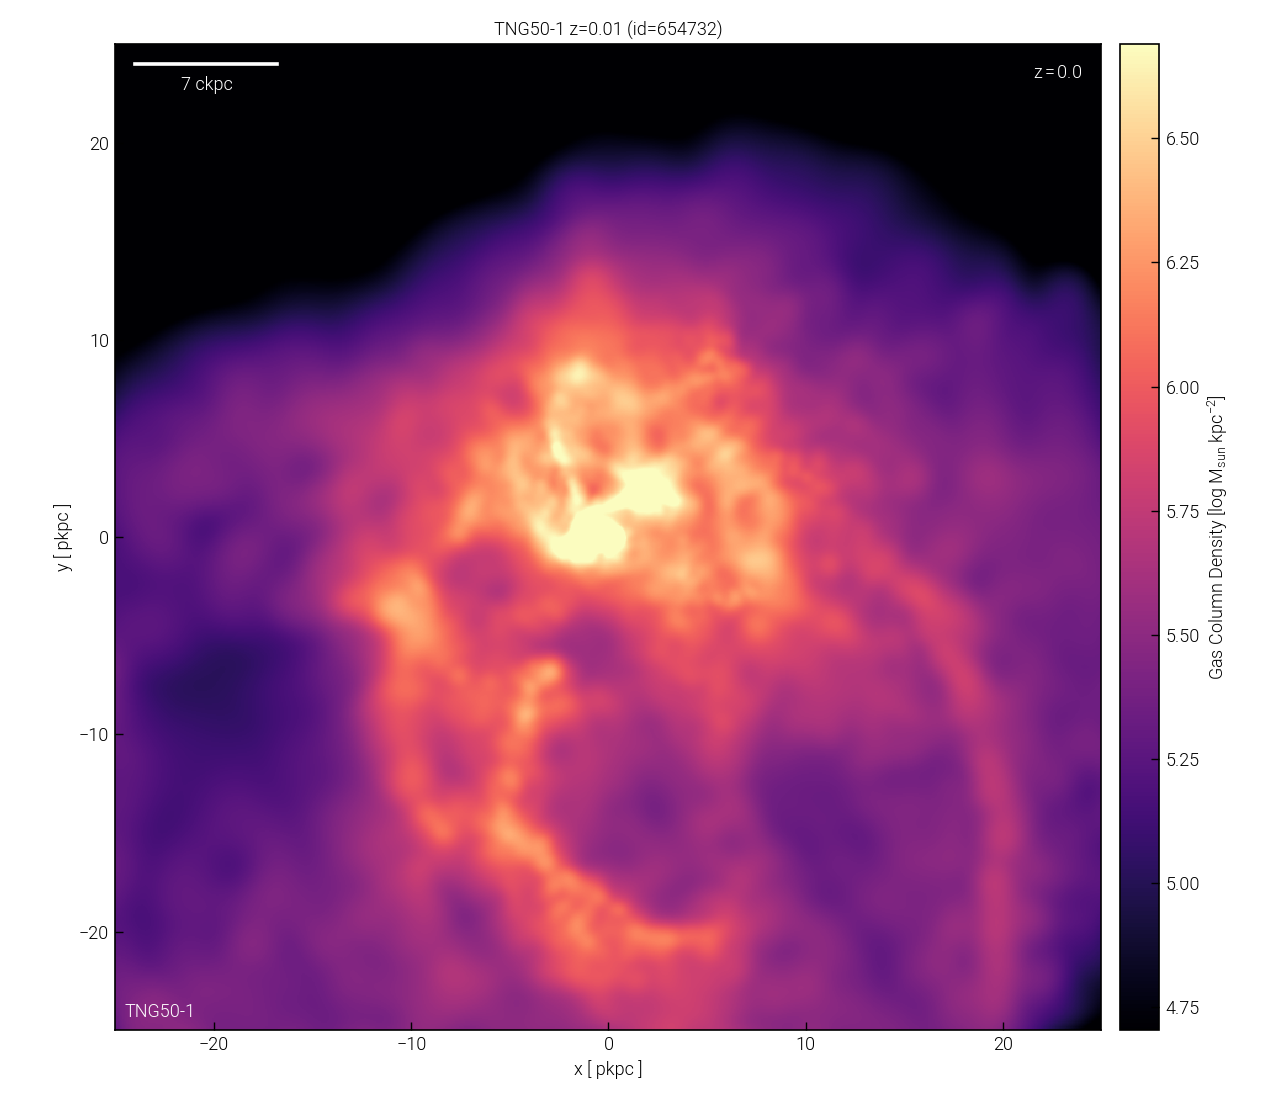 TNG50-1 z=0.01 (id=654732)
7 ckpc
z=0.0
20
10
0
−10
−20
y [ pkpc ]
TNG50-1
−20
−10
0
10
20
x [ pkpc ]
6.50
6.25
6.00
5.75
5.50
5.25
5.00
4.75
Gas Column Density [log M_sun kpc^−2]